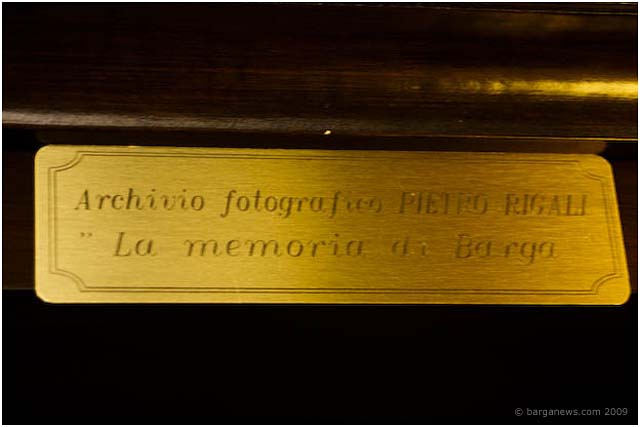 Archivio fotografico PIETRO RIGALI
" La memoria di Barga
© barganews.com 2009